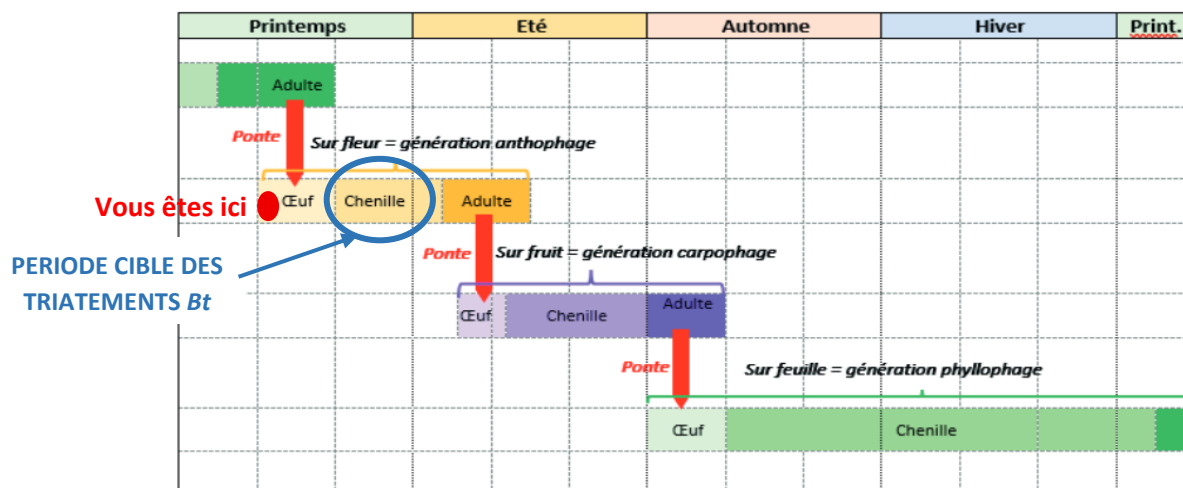 Printemps Eté Automne Hiver Print.
Adulte
Ponte
Sur fleur = génération anthophage
Vous êtes ici
Œuf Chenille Adulte
PERIODE CIBLE DES
TRIATEMENTS Bt
Ponte
Sur fruit = génération carpophage
Œuf Chenille Adulte
Ponte
Sur feuille = génération phyllophage
Œuf Chenille